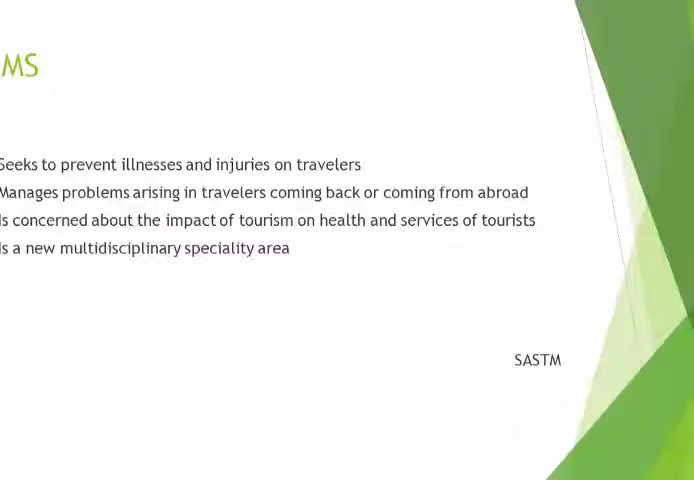 MS
Seeks to prevent illnesses and injuries on travelers
Manages problems arising in travelers coming back or coming from abroad
Is concerned about the impact of tourism on health and services of tourists
Is a new multidisciplinary speciality area
SASTM